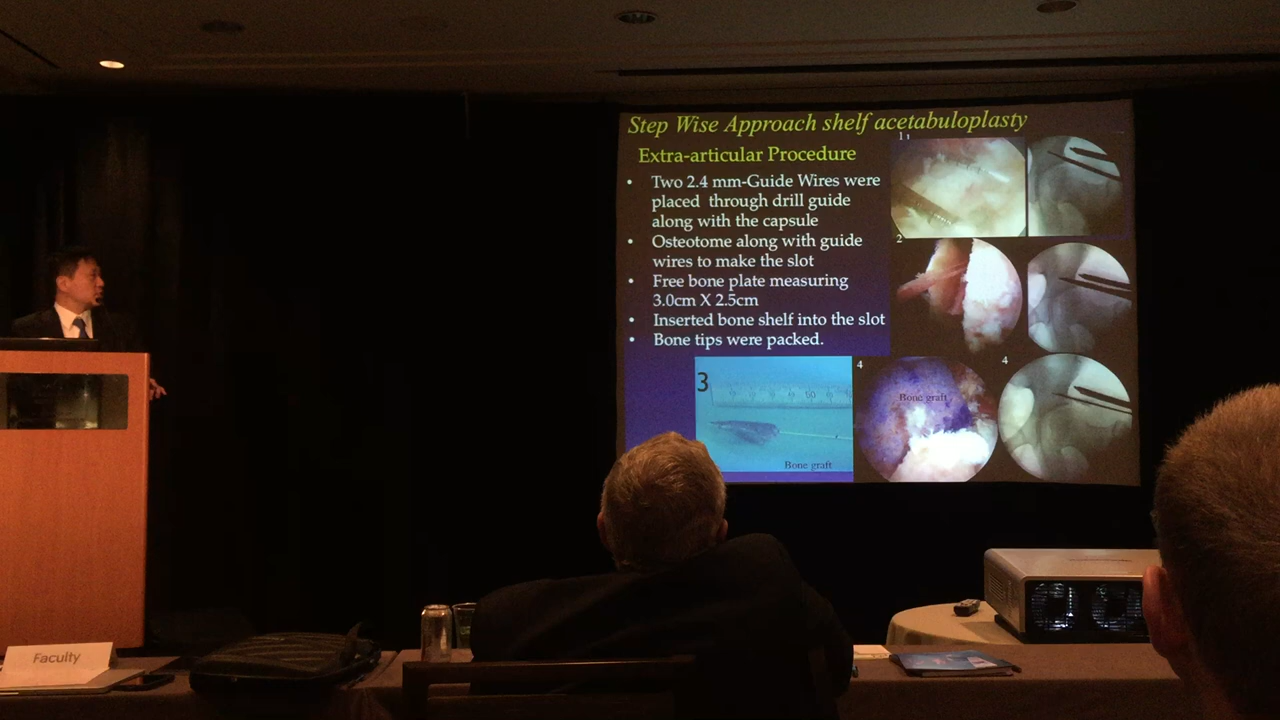 Step Wise Approach shelf acetabuloplasty
Extra-articular Procedure
• Two 2.4 mm-Guide Wires were
placed through drill guide
along with the capsule
• Osteotome along with guide
wires to make the slot
• Free bone plate measuring
3.0cm X 2.5cm
• Inserted bone shelf into the slot
• Bone tips were packed.
1
2
3
Bone graft
4
Bone graft
4
Faculty